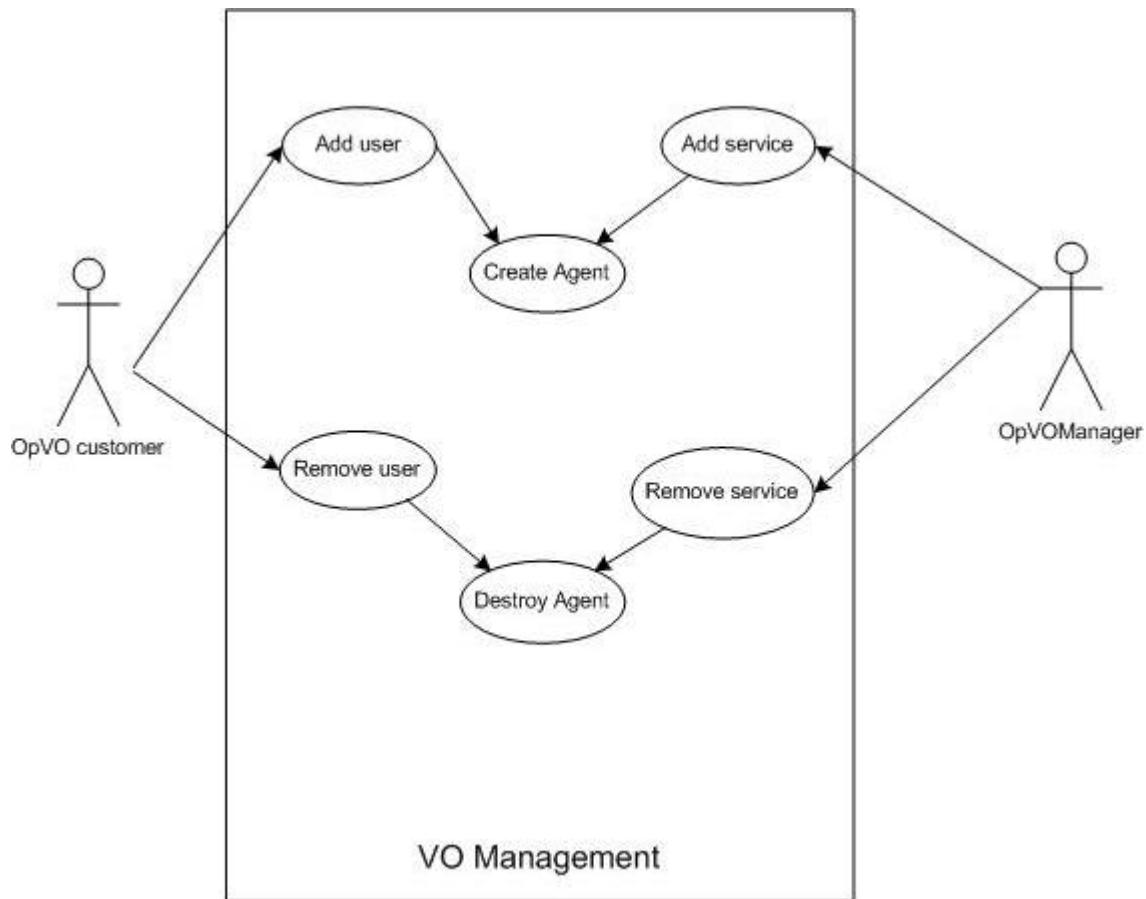 Add user
Add service
Create Agent
OpVO customer
OpVOManager
Remove user
Remove service
Destroy Agent
VO Management